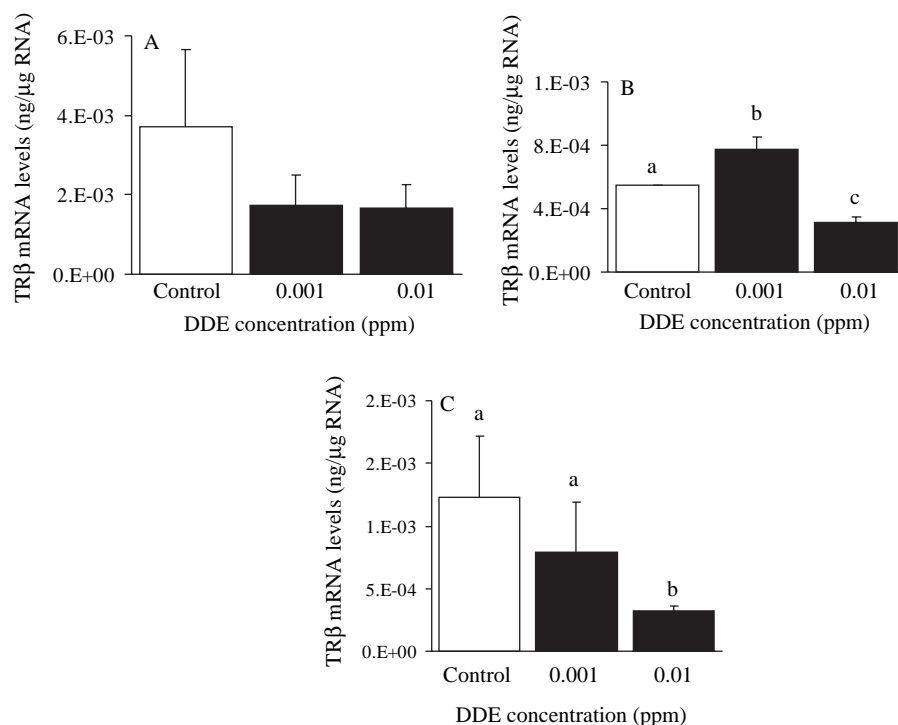 A
TRβ mRNA levels (ng/μg RNA)
6.E-03
4.E-03
2.E-03
0.E+00
Control 0.001 0.01
DDE concentration (ppm)
B
TRβ mRNA levels (ng/μg RNA)
1.E-03
8.E-04
4.E-04
0.E+00
a
b
c
Control 0.001 0.01
DDE concentration (ppm)
C
TRβ mRNA levels (ng/μg RNA)
2.E-03
2.E-03
1.E-03
5.E-04
0.E+00
a
a
b
Control 0.001 0.01
DDE concentration (ppm)